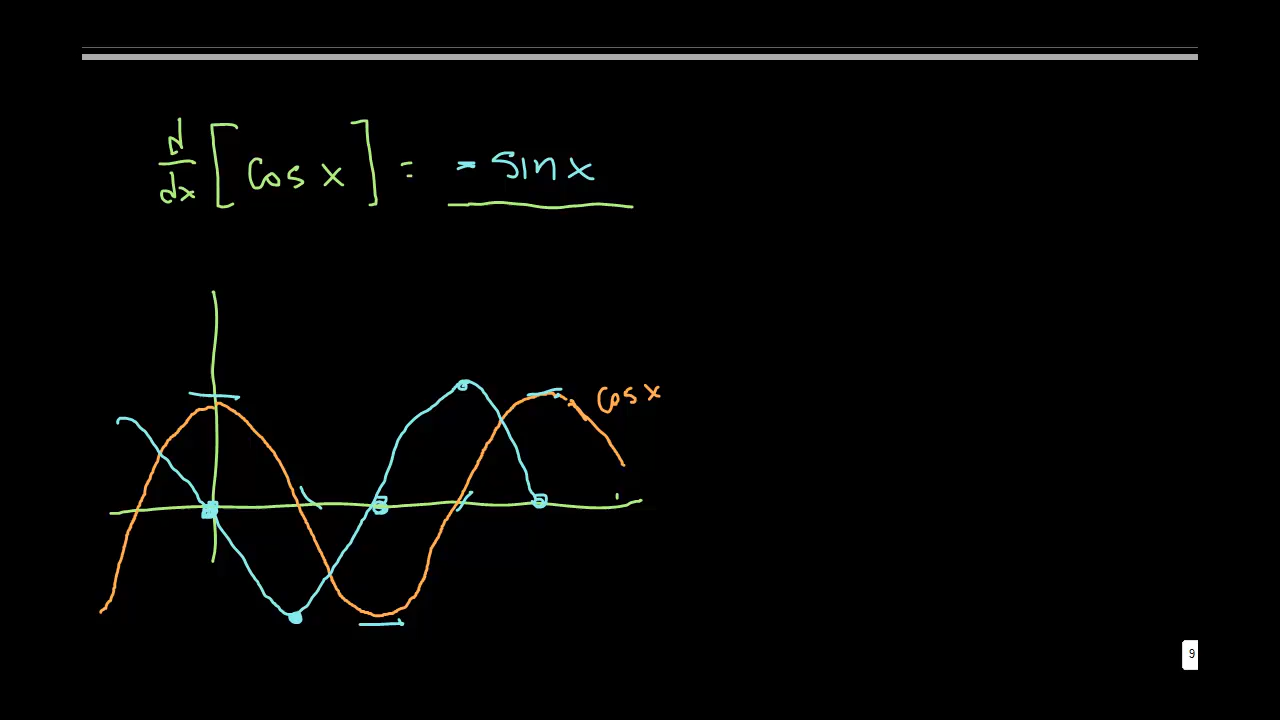 d/dx [cos x] = - sin x
cos x
9